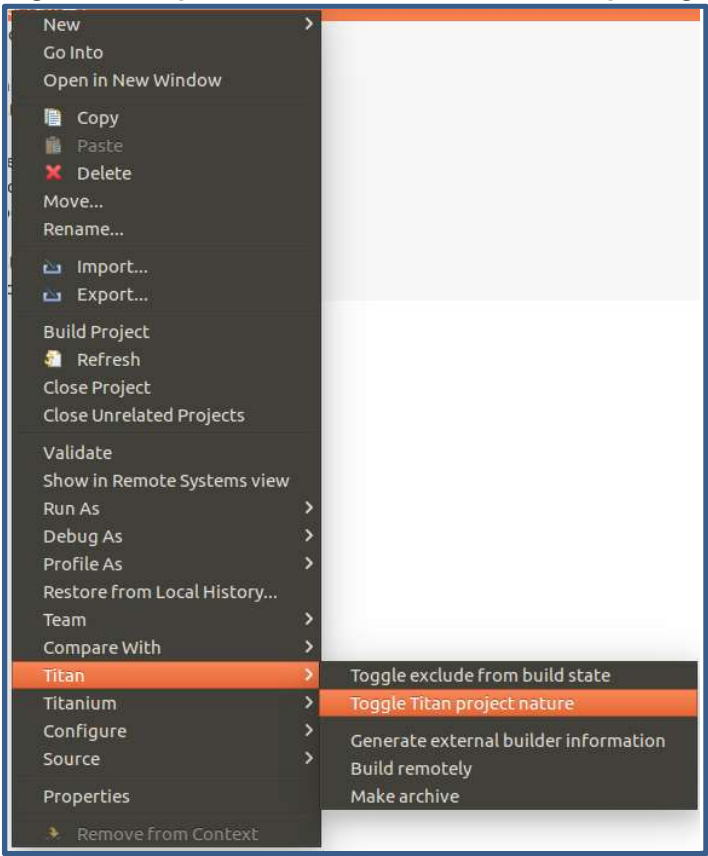 New
Go Into
Open in New Window
Copy
Paste
Delete
Move...
Rename...
Import...
Export...
Build Project
Refresh
Close Project
Close Unrelated Projects
Validate
Show in Remote Systems view
Run As
Debug As
Profile As
Restore from Local History...
Team
Compare With
Titan
Titanium
Configure
Source
Properties
Remove from Context
Toggle exclude from build state
Toggle Titan project nature
Generate external builder information
Build remotely
Make archive